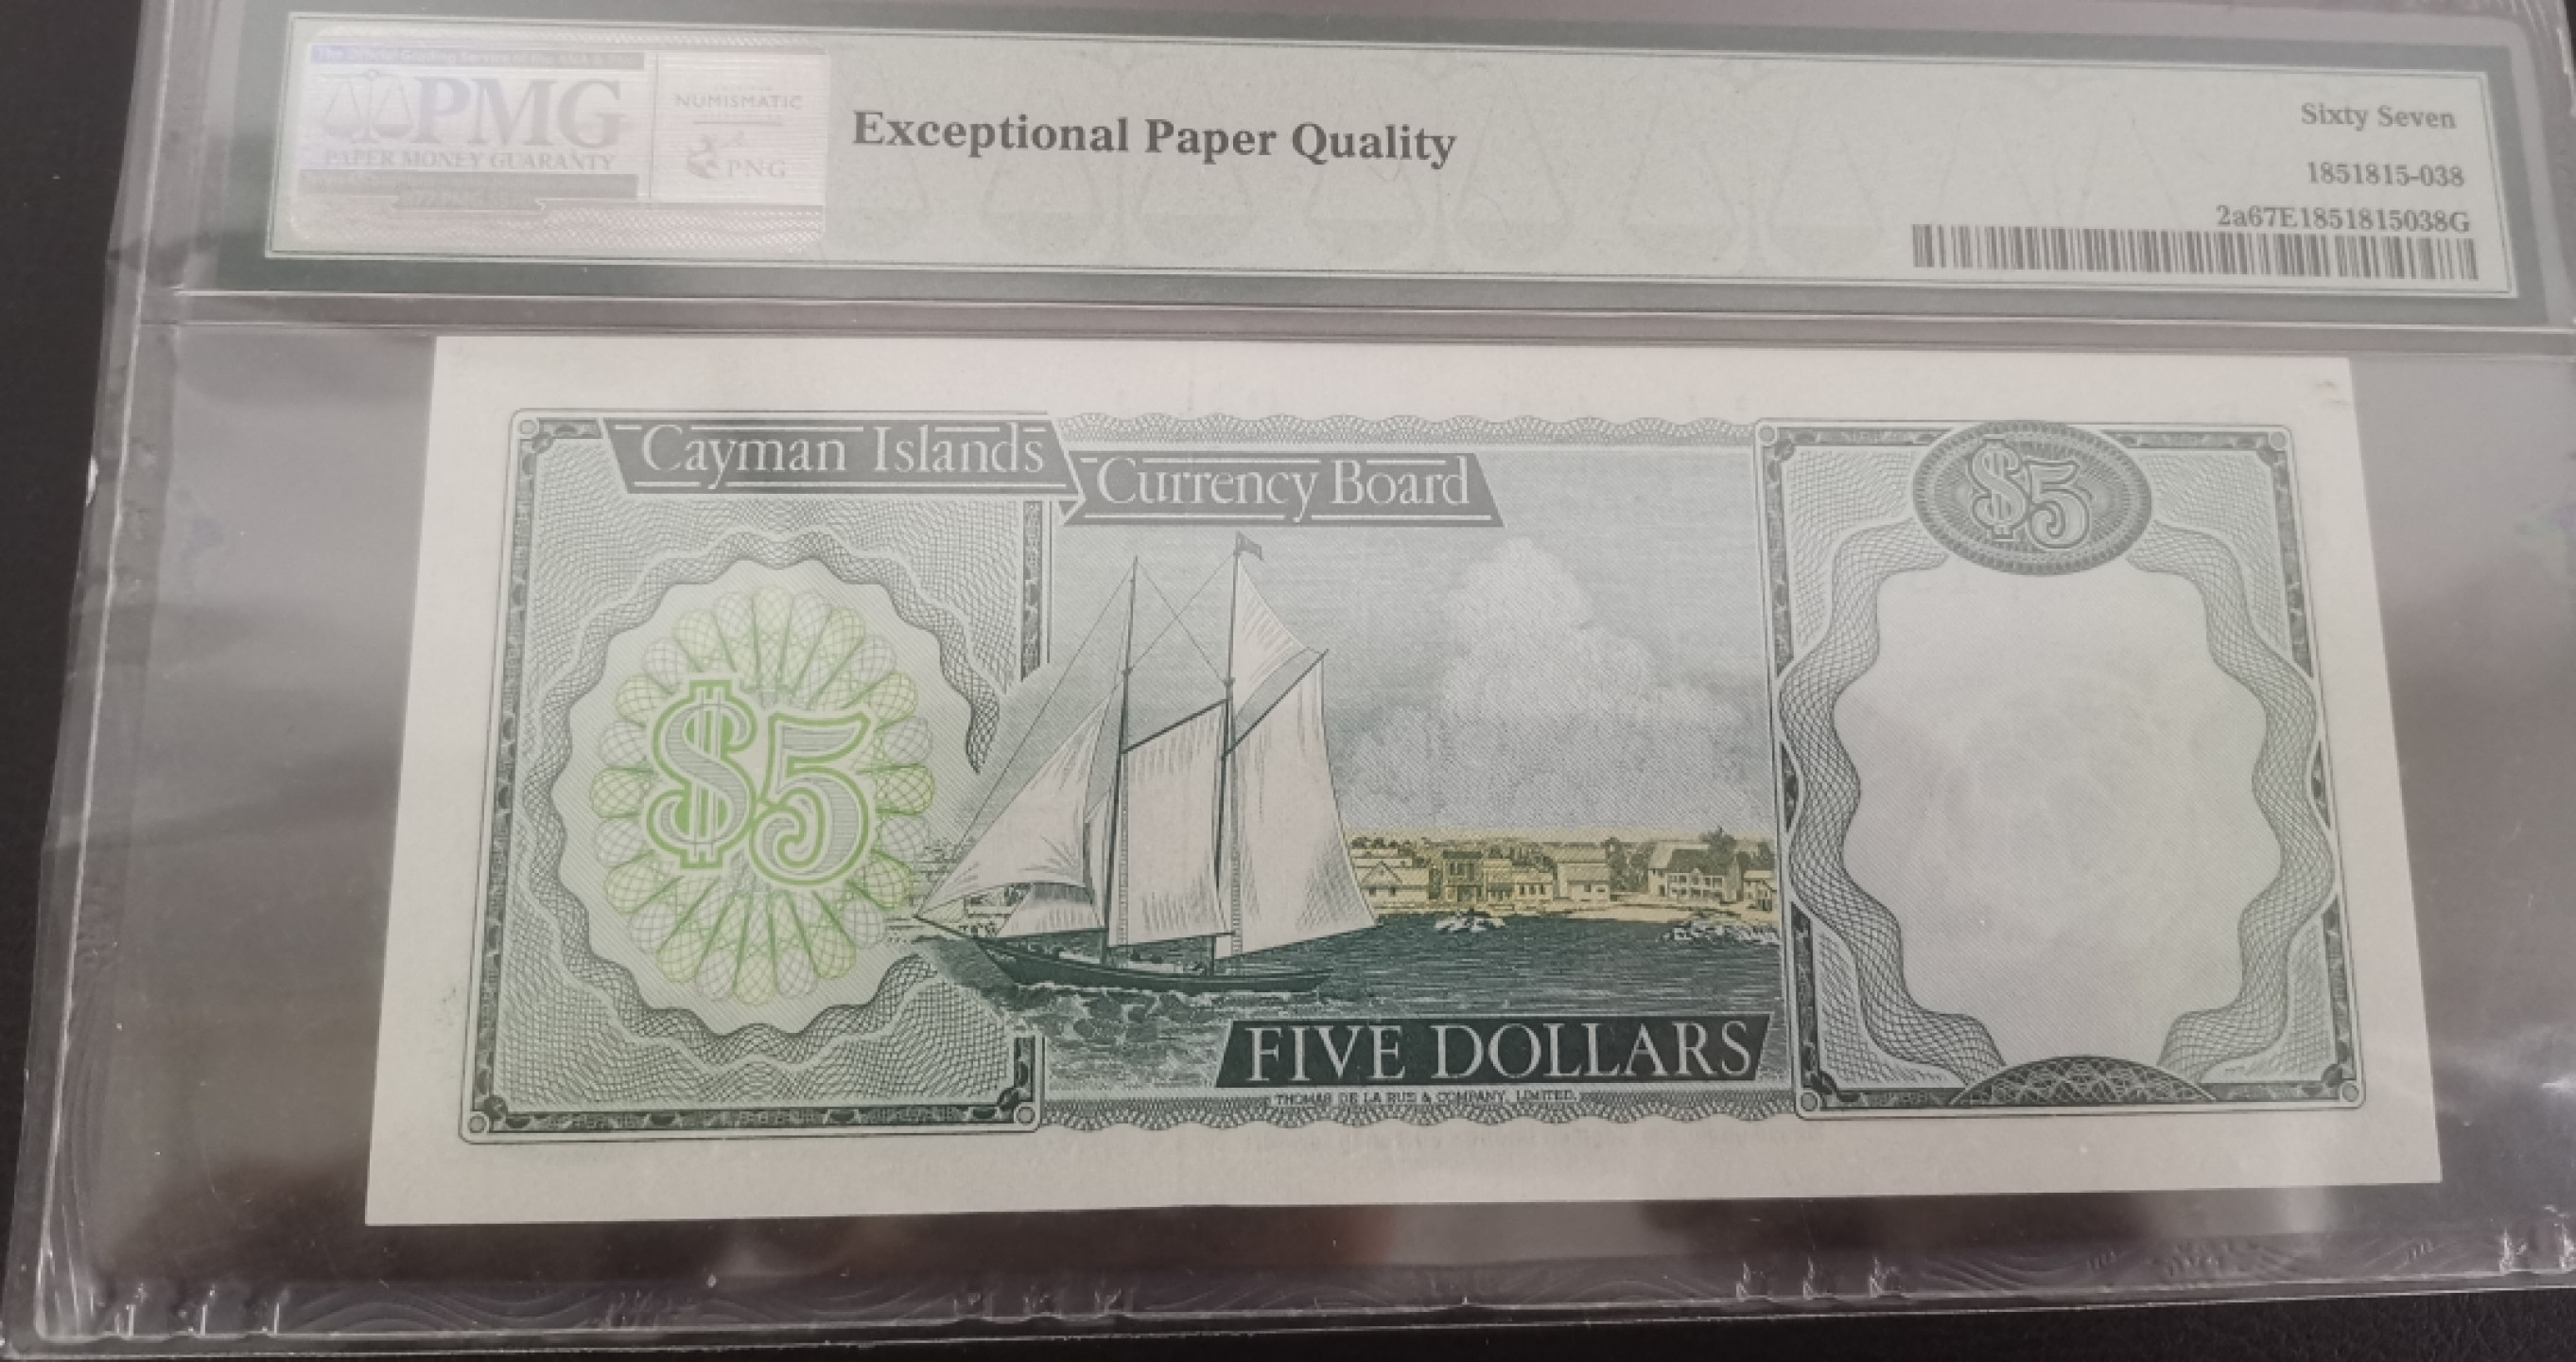 PMG
PAPER MONEY GUARANTY
NUMISMATIC
PNG
Exceptional Paper Quality
Sixty Seven
1851815-038
2a67E1851815038G
Cayman Islands
Currency Board
$5
$5
FIVE DOLLARS
THOMAS DE LA RUE & COMPANY, LIMITED.